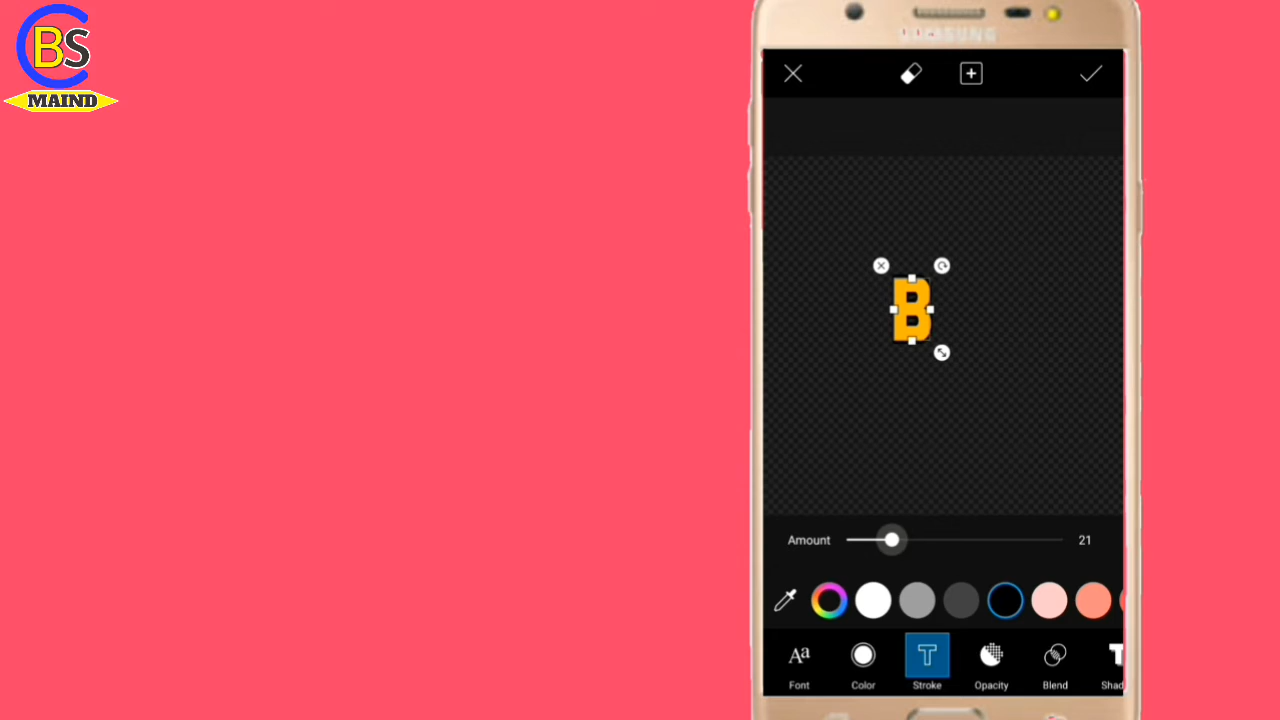 BS
MAIND
SAMSUNG
B
Amount 21
Aa T T
Font Color Stroke Opacity Blend Shad